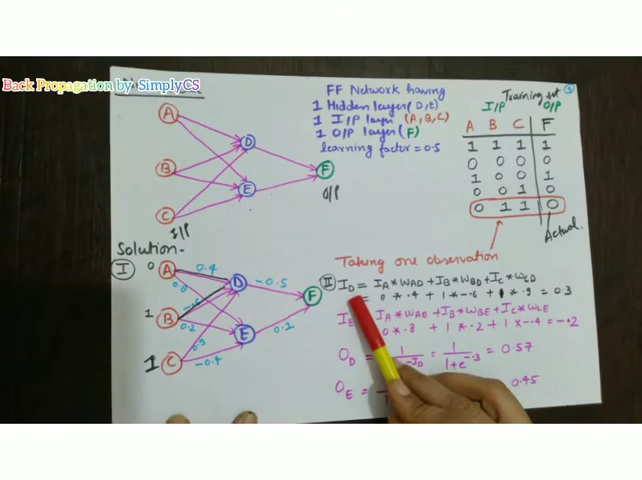 Back Propagation by SimplyCS
FF Network having
1 Hidden layer (D,E)
1 I/P layer (A,B,C)
1 O/P layer (F)
learning factor = 0.5
Training set
I/P O/P
A B C F
1 1 1 1
0 0 0 0
1 0 0 1
0 0 1 0
0 1 1 0
Actual
A
B
C
D
E
F
I/P
O/P
Solution-
I
0 A 0.4 D -0.5
1 B 0.2 F
1 C -0.4 E 0.1
Taking one observation
II ID = IA * WAD + IB * WBD + IC * WCD
= 0 * .4 + 1 * -.6 + 1 * .9 = 0.3
IE IA * WAE + IB * WBE + IC * WCE
0 * .8 + 1 * .2 + 1 * -.4 = -.2
OD = 1 / -ID = 1 / 1+e-.3 = 0.57
OE = 0.45